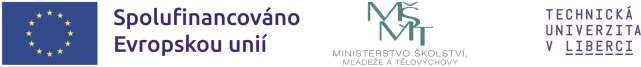 Spolufinancováno
Evropskou unií
MŠMT
MINISTERSTVO ŠKOLSTVÍ,
MLÁDEŽE A TĚLOVÝCHOVY
TECHNICKÁ
UNIVERZITA
V LIBERCI